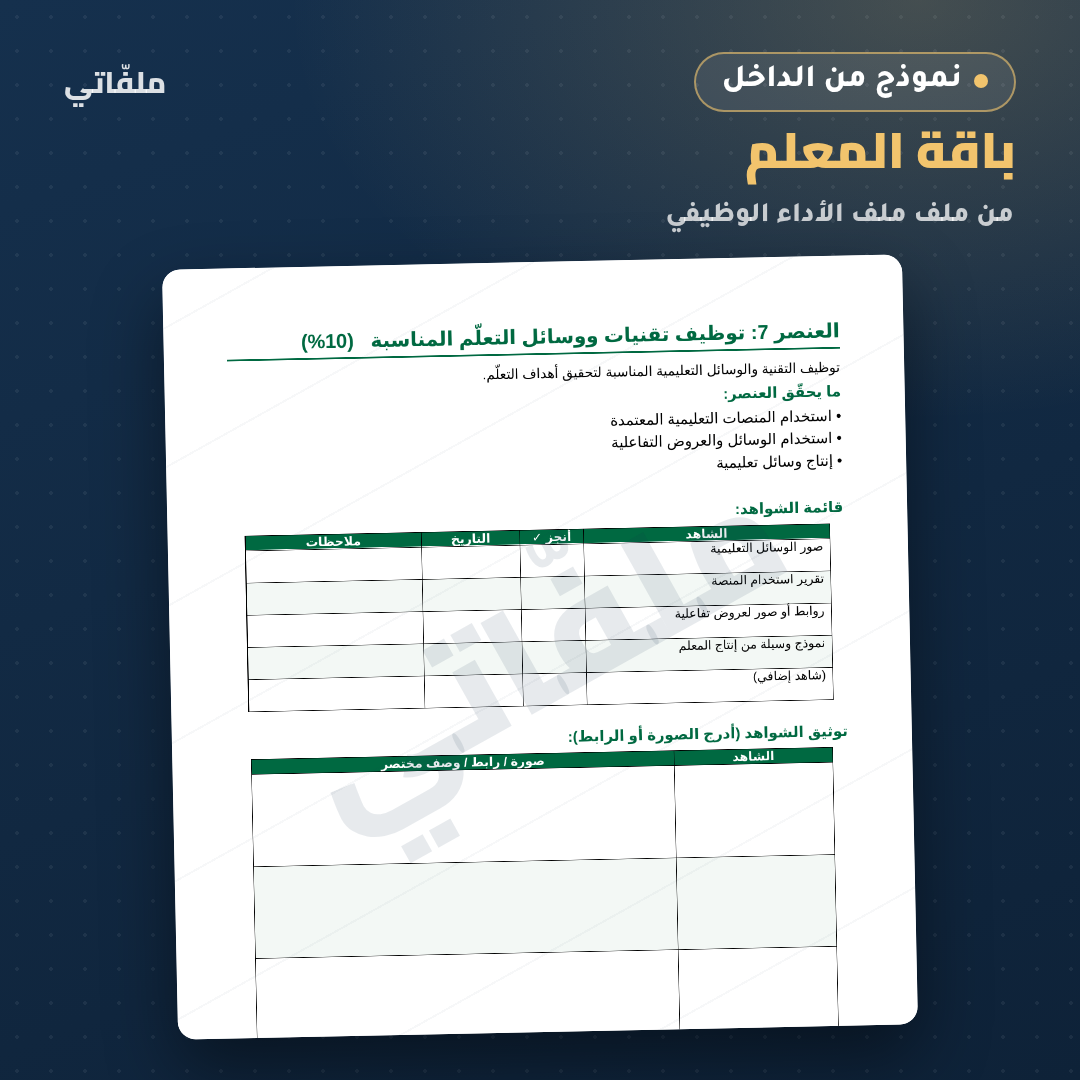 نموذج من الداخل
ملفّاتي
باقة المعلم
من ملف ملف الأداء الوظيفي
العنصر 7: توظيف تقنيات ووسائل التعلّم المناسبة (10%)
توظيف التقنية والوسائل التعليمية المناسبة لتحقيق أهداف التعلّم.
ما يحقّق العنصر:
• استخدام المنصات التعليمية المعتمدة
• استخدام الوسائل والعروض التفاعلية
• إنتاج وسائل تعليمية
قائمة الشواهد:
الشاهد أنجز ✓ التاريخ ملاحظات
صور الوسائل التعليمية
تقرير استخدام المنصة
روابط أو صور لعروض تفاعلية
نموذج وسيلة من إنتاج المعلم
(شاهد إضافي)
ملفّاتي
توثيق الشواهد (أدرج الصورة أو الرابط):
الشاهد صورة / رابط / وصف مختصر